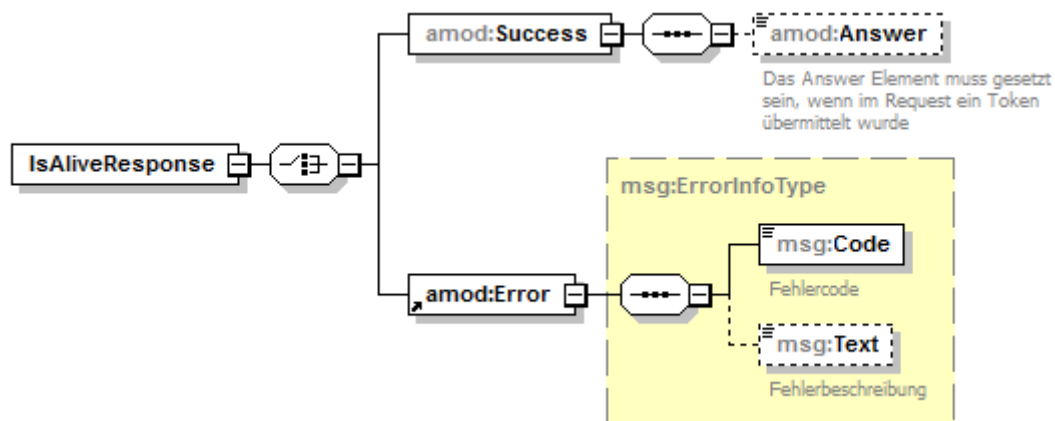 amod:Success
amod:Answer
Das Answer Element muss gesetzt
sein, wenn im Request ein Token
übermittelt wurde
IsAliveResponse
msg:ErrorInfoType
msg:Code
Fehlercode
amod:Error
msg:Text
Fehlerbeschreibung